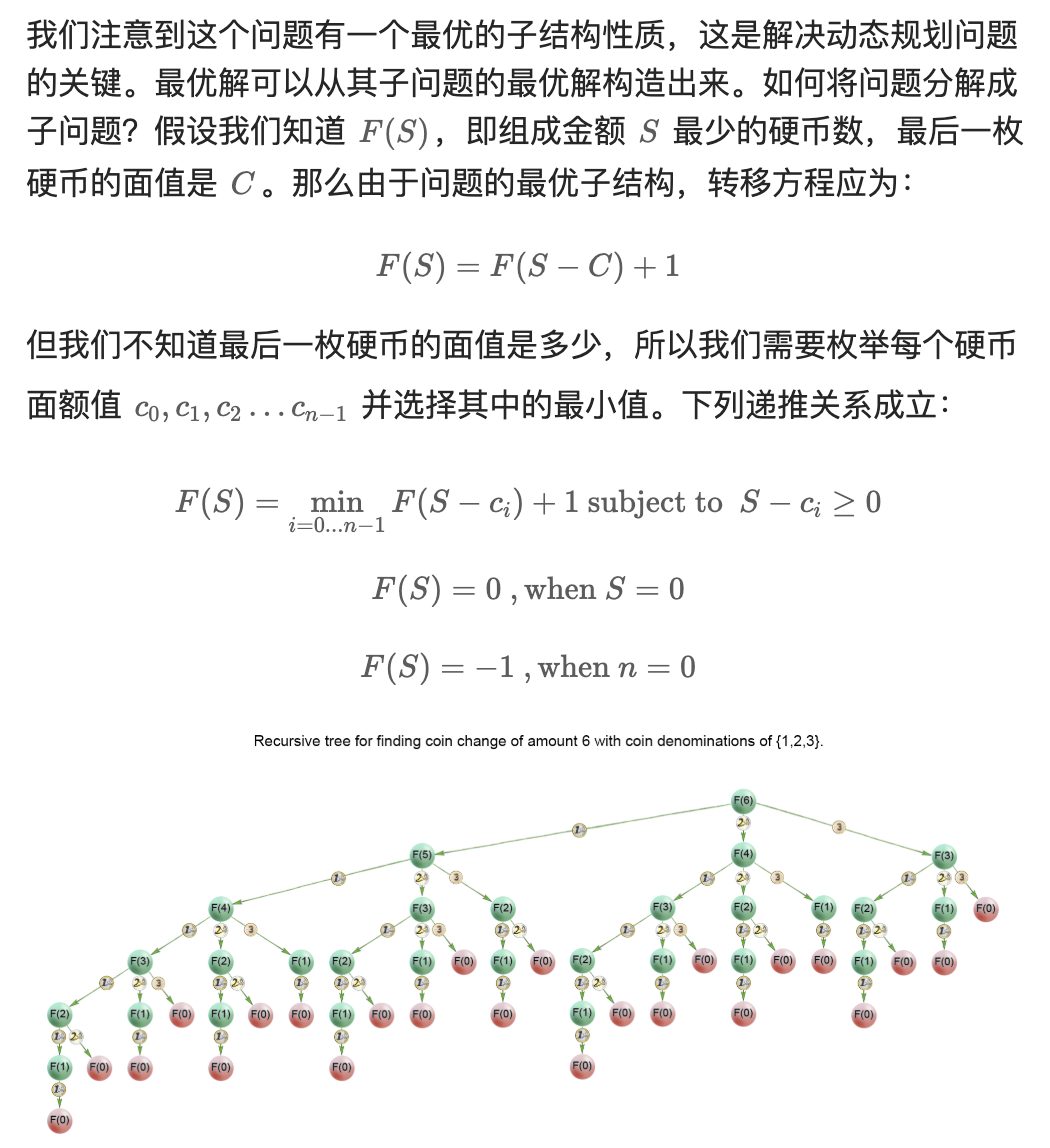 我们注意到这个问题有一个最优的子结构性质，这是解决动态规划问题
的关键。最优解可以从其子问题的最优解构造出来。如何将问题分解成
子问题？假设我们知道 F(S)，即组成金额 S 最少的硬币数，最后一枚
硬币的面值是 C。那么由于问题的最优子结构，转移方程应为：
F(S) = F(S − C) + 1
但我们不知道最后一枚硬币的面值是多少，所以我们需要枚举每个硬币
面额值 c₀, c₁, c₂ … cₙ₋₁ 并选择其中的最小值。下列递推关系成立：
F(S) = min F(S − cᵢ) + 1 subject to S − cᵢ ≥ 0
i=0...n−1
F(S) = 0 , when S = 0
F(S) = −1 , when n = 0
Recursive tree for finding coin change of amount 6 with coin denominations of {1,2,3}.
F(6)
1 2 3
F(5) F(4) F(3)
1 2 3 1 2 3 1 2 3
F(4) F(3) F(2) F(3) F(2) F(1) F(2) F(1) F(0)
1 2 3 1 2 3 1 2 1 2 3 1 2 1 1 2 1
F(3) F(2) F(1) F(2) F(1) F(0) F(1) F(0) F(2) F(1) F(0) F(1) F(0) F(0) F(1) F(0) F(0)
1 2 3 1 2 1 1 2 1 1 1 2 1 1 1
F(2) F(1) F(0) F(1) F(0) F(0) F(1) F(0) F(0) F(0) F(1) F(0) F(0) F(0) F(0)
1 2 1 1 1 1
F(1) F(0) F(0) F(0) F(0) F(0)
1
F(0)